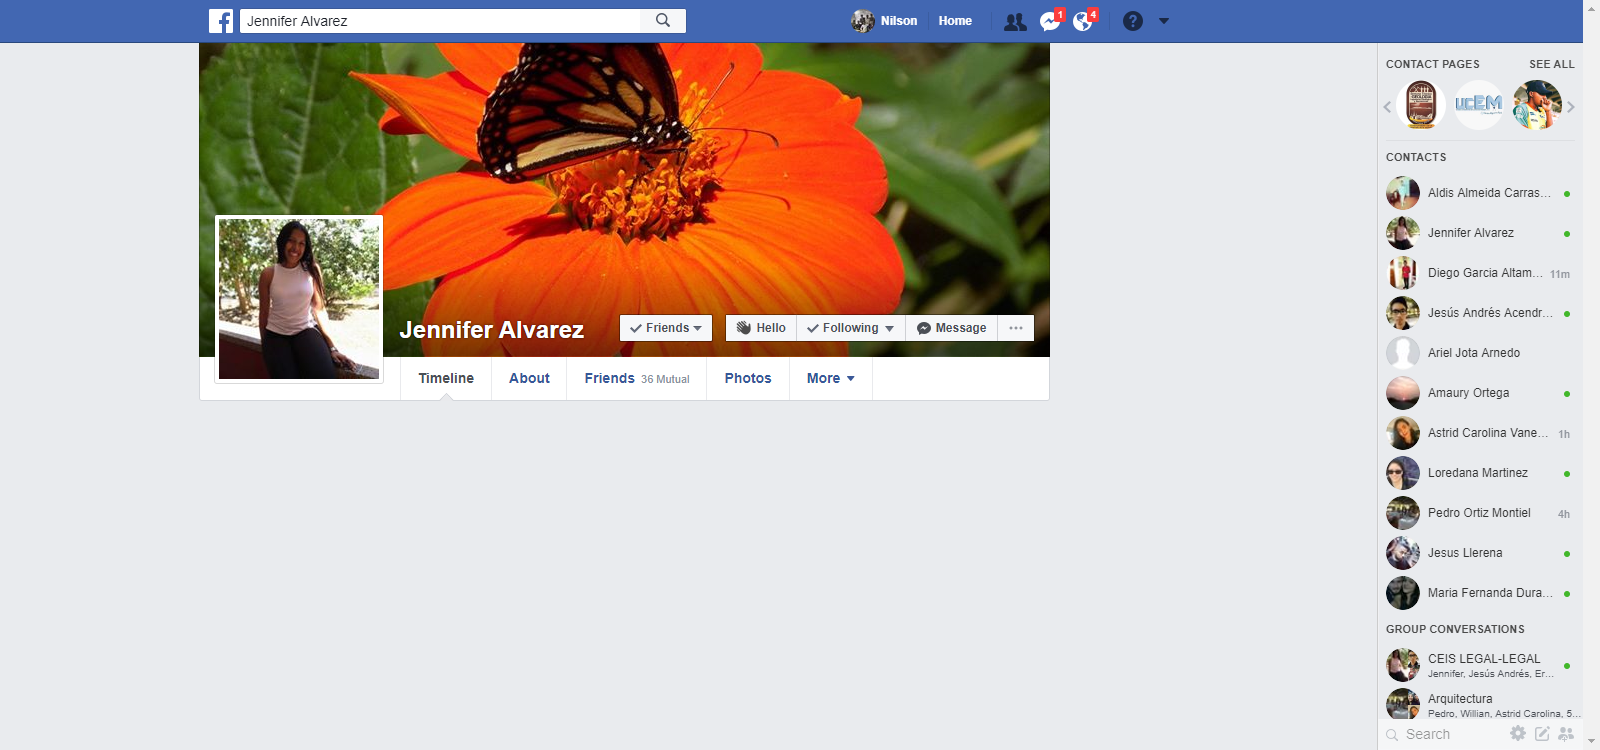 Jennifer Alvarez
Nilson
Home
1
4
?
Jennifer Alvarez
Friends
Hello
Following
Message
Timeline
About
Friends 36 Mutual
Photos
More
CONTACT PAGES
SEE ALL
UCEM
CONTACTS
Aldis Almeida Carras...
Jennifer Alvarez
Diego Garcia Altam... 11m
Jesús Andrés Acendr...
Ariel Jota Arnedo
Amaury Ortega
Astrid Carolina Vane... 1h
Loredana Martinez
Pedro Ortiz Montiel 4h
Jesus Llerena
Maria Fernanda Dura...
GROUP CONVERSATIONS
CEIS LEGAL-LEGAL
Jennifer, Jesús Andrés, Er...
Arquitectura
Pedro, Willian, Astrid Carolina, 5...
Search